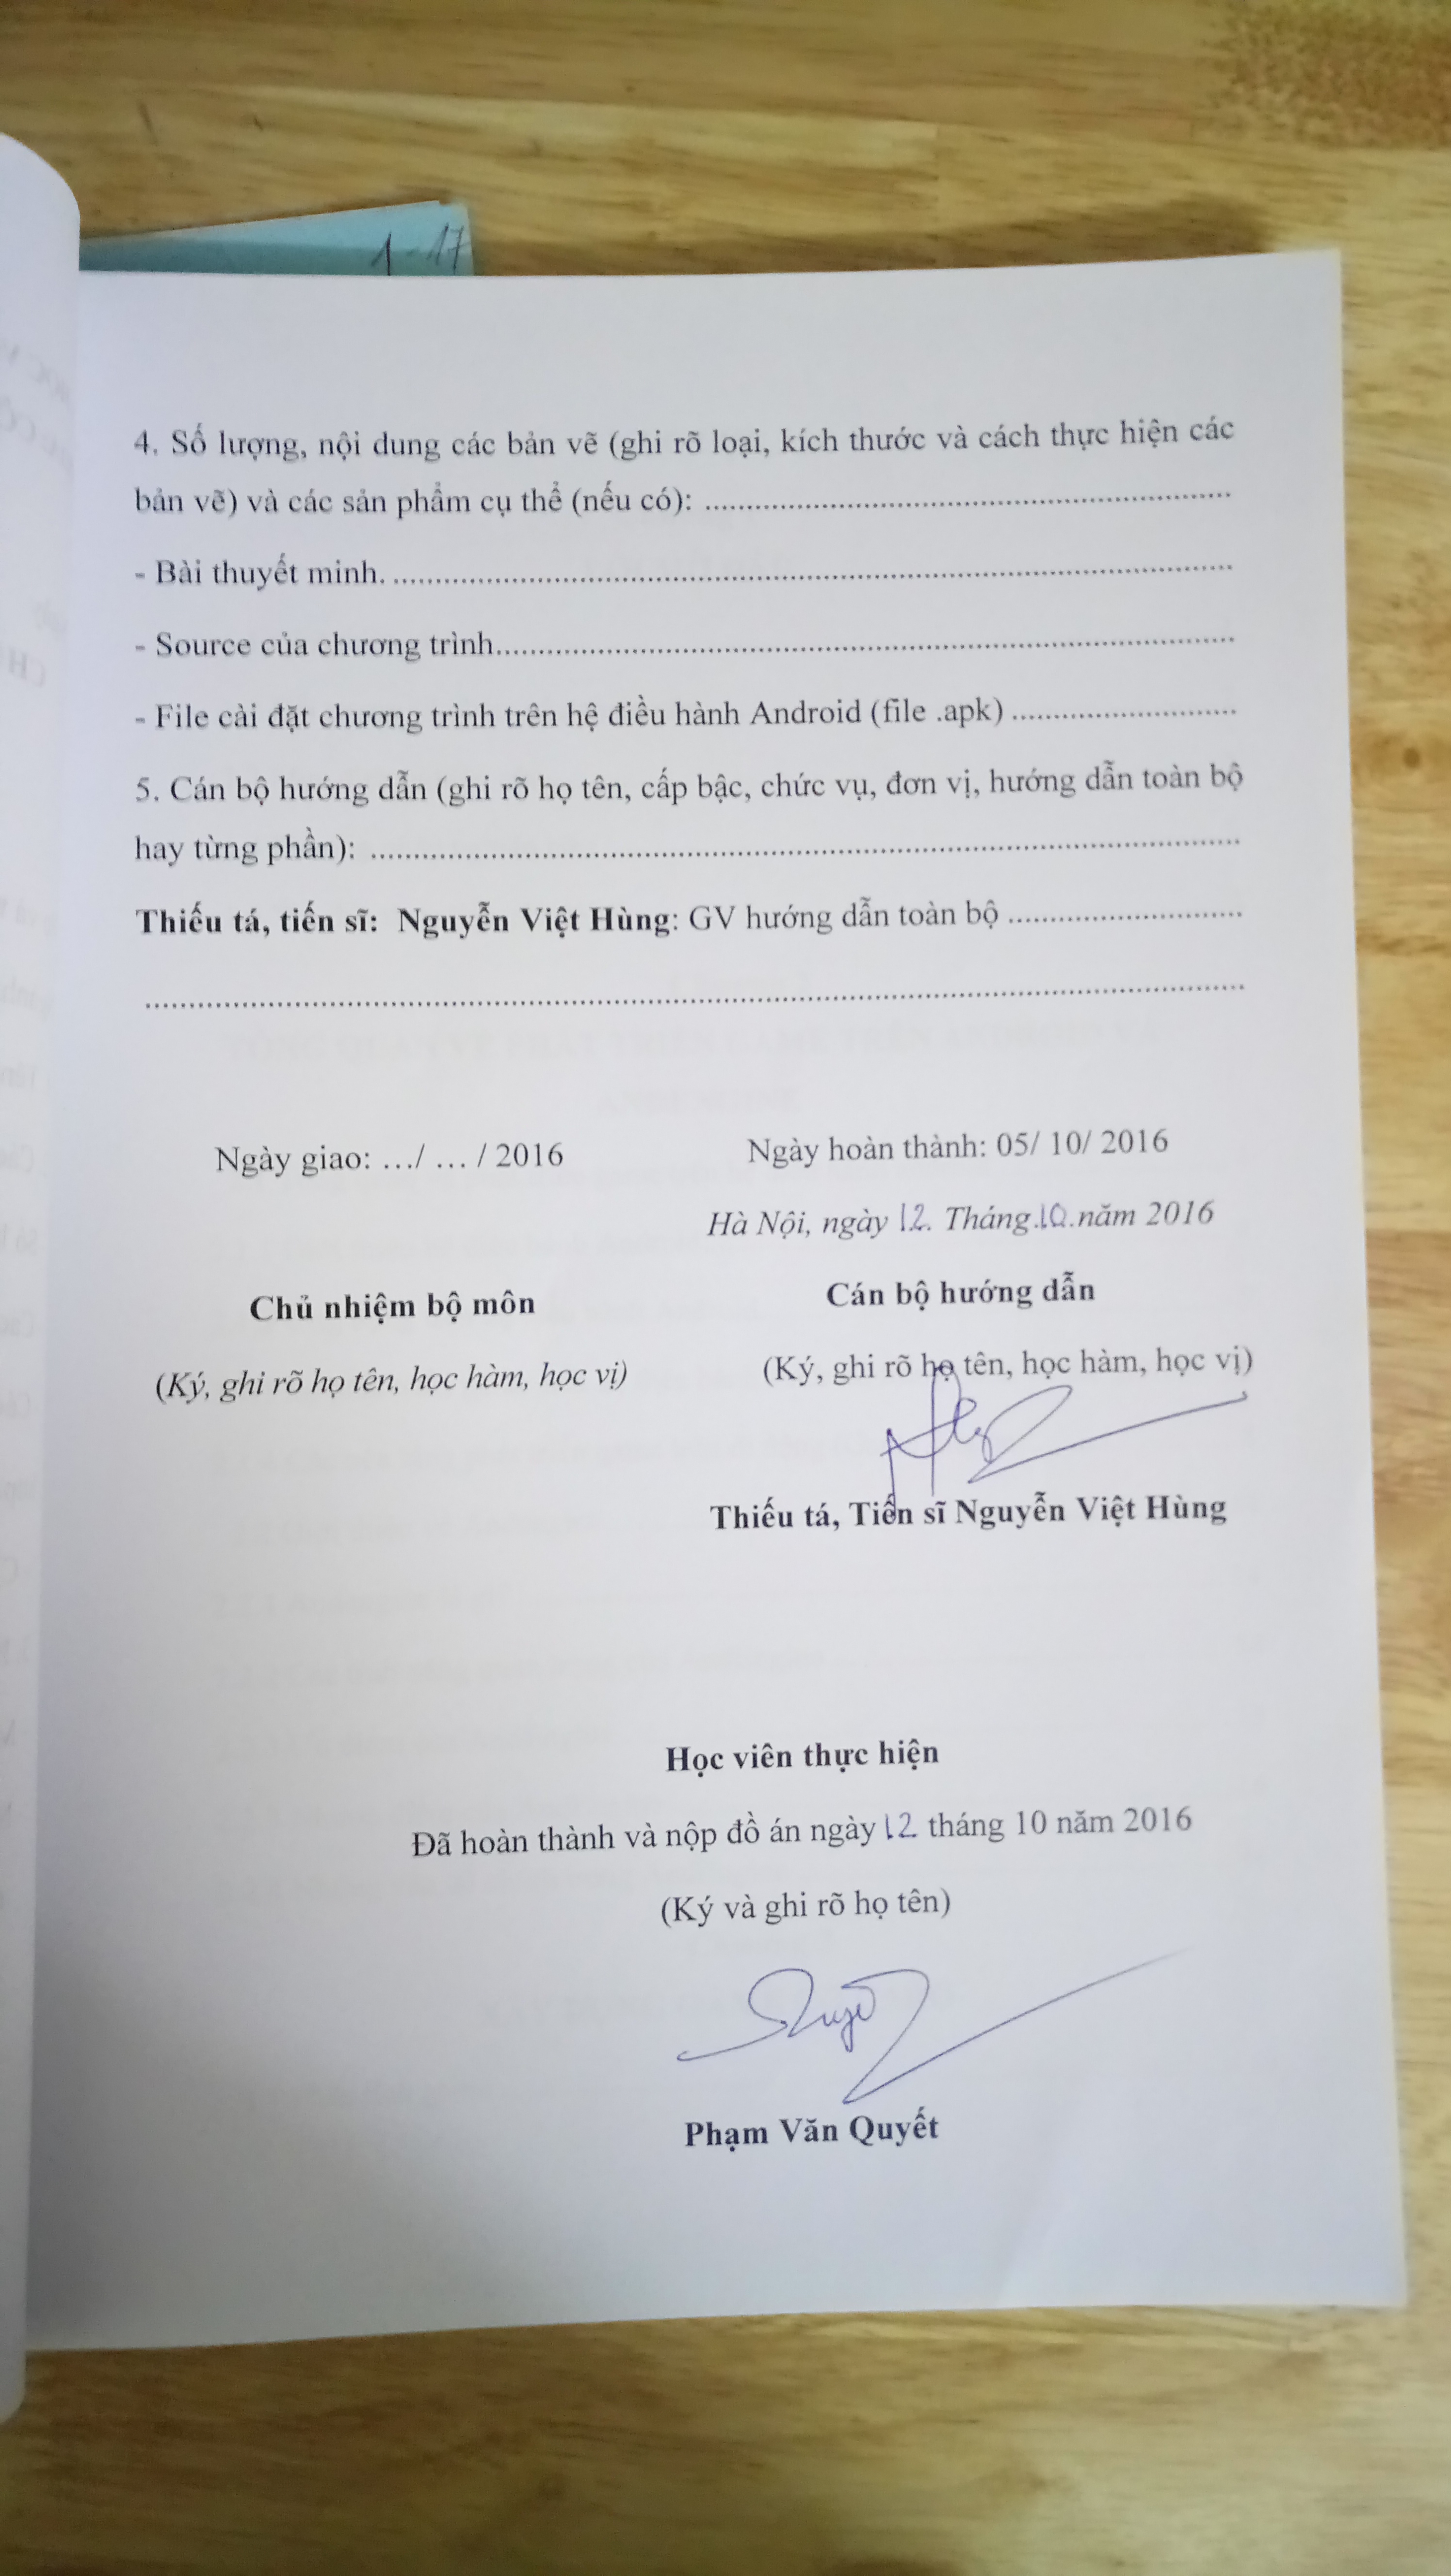 1-17
4. Số lượng, nội dung các bản vẽ (ghi rõ loại, kích thước và cách thực hiện các
bản vẽ) và các sản phẩm cụ thể (nếu có): ........................................
- Bài thuyết minh. ........................................
- Source của chương trình........................................
- File cài đặt chương trình trên hệ điều hành Android (file .apk) ....................
5. Cán bộ hướng dẫn (ghi rõ họ tên, cấp bậc, chức vụ, đơn vị, hướng dẫn toàn bộ
hay từng phần): ........................................
Thiếu tá, tiến sĩ: Nguyễn Việt Hùng: GV hướng dẫn toàn bộ ....................
........................................
Ngày giao: …/ … / 2016 Ngày hoàn thành: 05/ 10/ 2016
Hà Nội, ngày 12. Tháng.10.năm 2016
Chủ nhiệm bộ môn Cán bộ hướng dẫn
(Ký, ghi rõ họ tên, học hàm, học vị) (Ký, ghi rõ họ tên, học hàm, học vị)
Thiếu tá, Tiến sĩ Nguyễn Việt Hùng
Học viên thực hiện
Đã hoàn thành và nộp đồ án ngày 12 tháng 10 năm 2016
(Ký và ghi rõ họ tên)
Phạm Văn Quyết